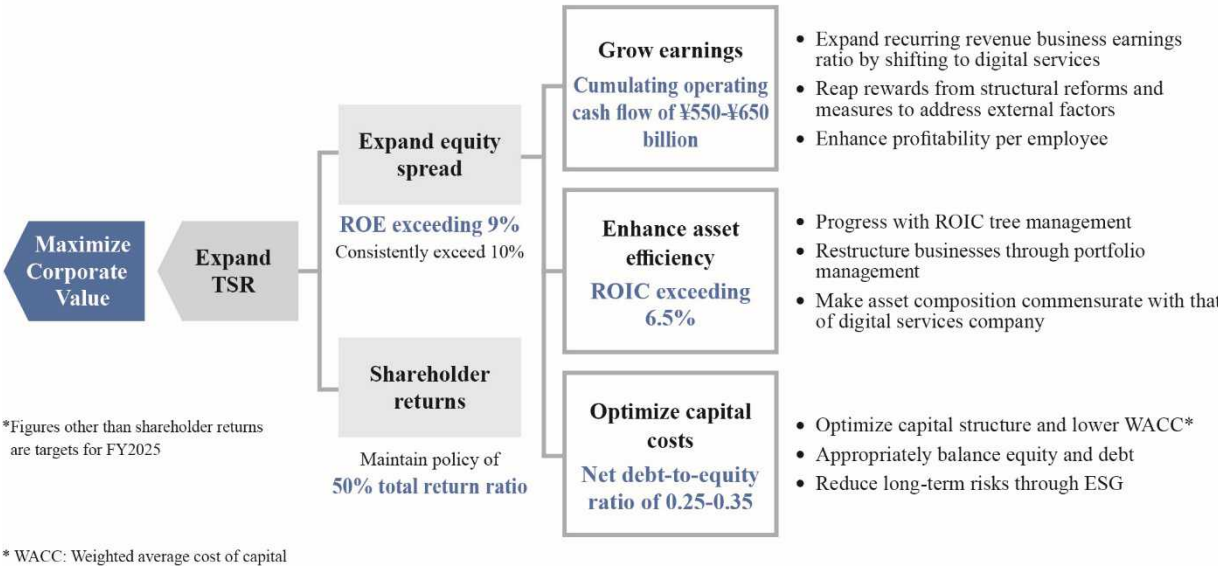 Maximize
Corporate
Value
Expand
TSR
Expand equity
spread
ROE exceeding 9%
Consistently exceed 10%
Shareholder
returns
Maintain policy of
50% total return ratio
Grow earnings
Cumulating operating
cash flow of ¥550-¥650
billion
• Expand recurring revenue business earnings
ratio by shifting to digital services
• Reap rewards from structural reforms and
measures to address external factors
• Enhance profitability per employee
Enhance asset
efficiency
ROIC exceeding
6.5%
• Progress with ROIC tree management
• Restructure businesses through portfolio
management
• Make asset composition commensurate with that
of digital services company
Optimize capital
costs
Net debt-to-equity
ratio of 0.25-0.35
• Optimize capital structure and lower WACC*
• Appropriately balance equity and debt
• Reduce long-term risks through ESG
*Figures other than shareholder returns
are targets for FY2025
* WACC: Weighted average cost of capital